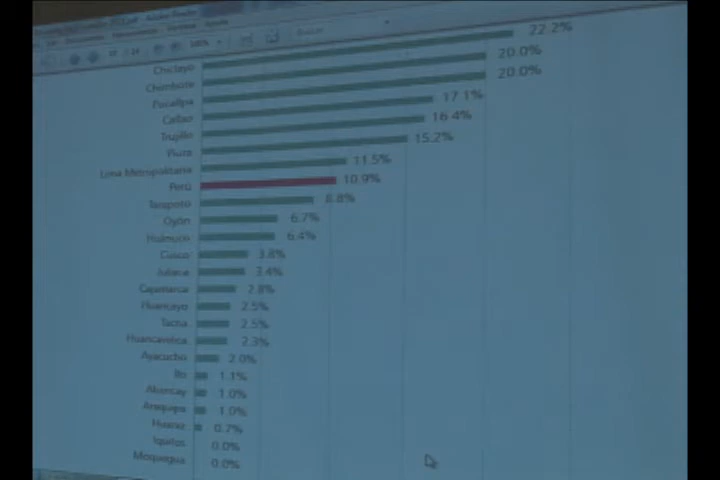 100%
Chiclayo 22.2%
Chimbote 20.0%
Pucallpa 20.0%
Callao 17.1%
Trujillo 16.4%
Piura 15.2%
Lima Metropolitana 11.5%
Perú 10.9%
Tarapoto 8.8%
Oyón 6.7%
Huánuco 6.4%
Cusco 3.8%
Juliaca 3.4%
Cajamarca 2.8%
Huancayo 2.5%
Tacna 2.5%
Huancavelica 2.3%
Ayacucho 2.0%
Ilo 1.1%
Abancay 1.0%
Arequipa 1.0%
Huaraz 0.7%
Iquitos 0.0%
Moquegua 0.0%